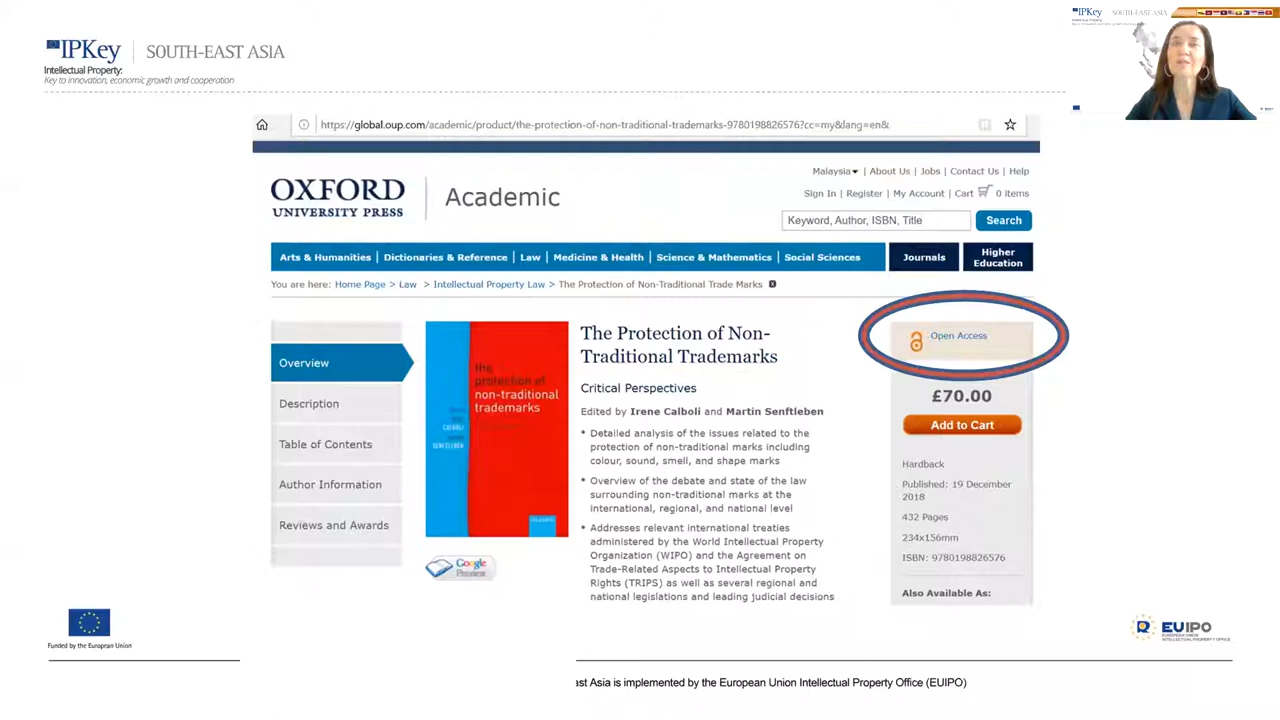 IPKey
SOUTH-EAST ASIA
Intellectual Property:
Key to innovation, economic growth and cooperation
IPKey SOUTH-EAST ASIA
https://global.oup.com/academic/product/the-protection-of-non-traditional-trademarks-9780198826576?cc=my&lang=en&
OXFORD
UNIVERSITY PRESS
Academic
Malaysia | About Us | Jobs | Contact Us | Help
Sign In | Register | My Account | Cart 0 items
Keyword, Author, ISBN, Title
Search
Arts & Humanities | Dictionaries & Reference | Law | Medicine & Health | Science & Mathematics | Social Sciences
Journals
Higher
Education
You are here: Home Page > Law > Intellectual Property Law > The Protection of Non-Traditional Trade Marks
Overview
Description
Table of Contents
Author Information
Reviews and Awards
the
protection of
non-traditional
trademarks
CALBOLI
SENFTLEBEN
Google
Preview
The Protection of Non-
Traditional Trademarks
Critical Perspectives
Edited by Irene Calboli and Martin Senftleben
• Detailed analysis of the issues related to the
protection of non-traditional marks including
colour, sound, smell, and shape marks
• Overview of the debate and state of the law
surrounding non-traditional marks at the
international, regional, and national level
• Addresses relevant international treaties
administered by the World Intellectual Property
Organization (WIPO) and the Agreement on
Trade-Related Aspects to Intellectual Property
Rights (TRIPS) as well as several regional and
national legislations and leading judicial decisions
Open Access
£70.00
Add to Cart
Hardback
Published: 19 December
2018
432 Pages
234x156mm
ISBN: 9780198826576
Also Available As:
Funded by the European Union
EUIPO
EUROPEAN UNION
INTELLECTUAL PROPERTY OFFICE
ast Asia is implemented by the European Union Intellectual Property Office (EUIPO)